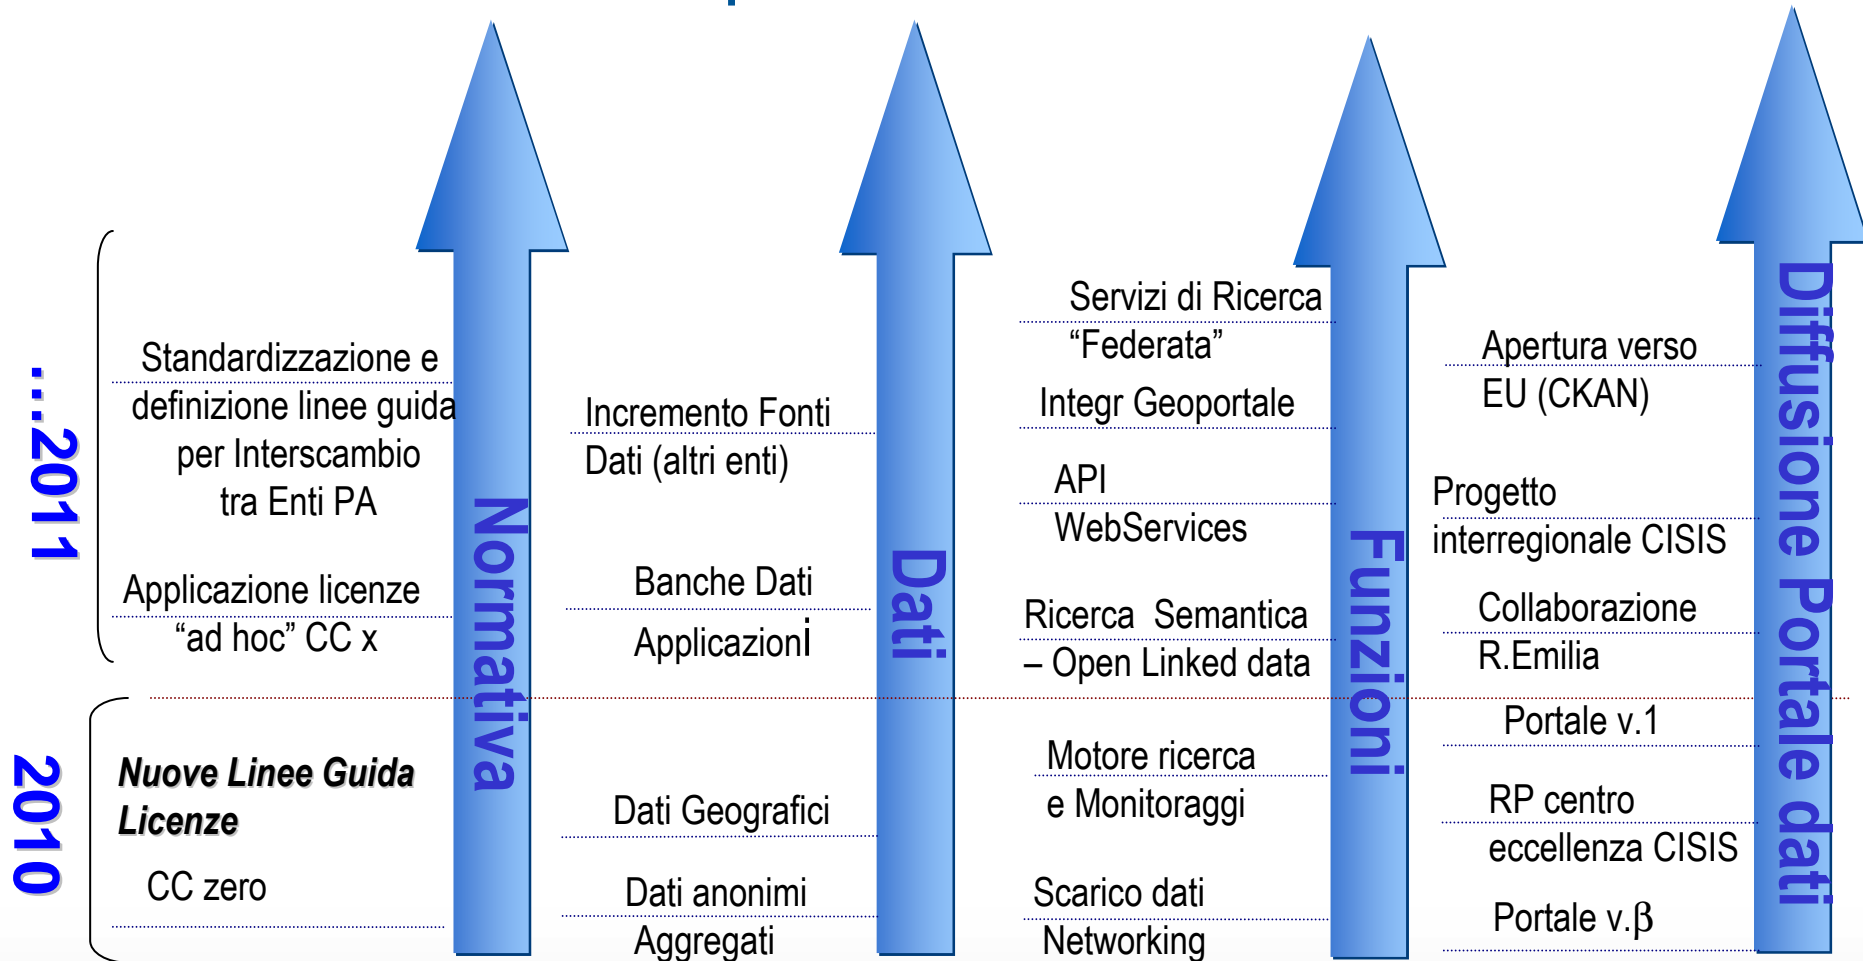 ...2011
Standardizzazione e
definizione linee guida
per Interscambio
tra Enti PA
Applicazione licenze
“ad hoc” CC x
2010
Nuove Linee Guida
Licenze
CC zero
Normativa
Incremento Fonti
Dati (altri enti)
Banche Dati
Applicazioni
Dati Geografici
Dati anonimi
Aggregati
Dati
Servizi di Ricerca
“Federata”
Integr Geoportale
API
WebServices
Ricerca Semantica
– Open Linked data
Motore ricerca
e Monitoraggi
Scarico dati
Networking
Funzioni
Apertura verso
EU (CKAN)
Progetto
interregionale CISIS
Collaborazione
R.Emilia
Portale v.1
RP centro
eccellenza CISIS
Portale v.β
Diffusione Portale dati